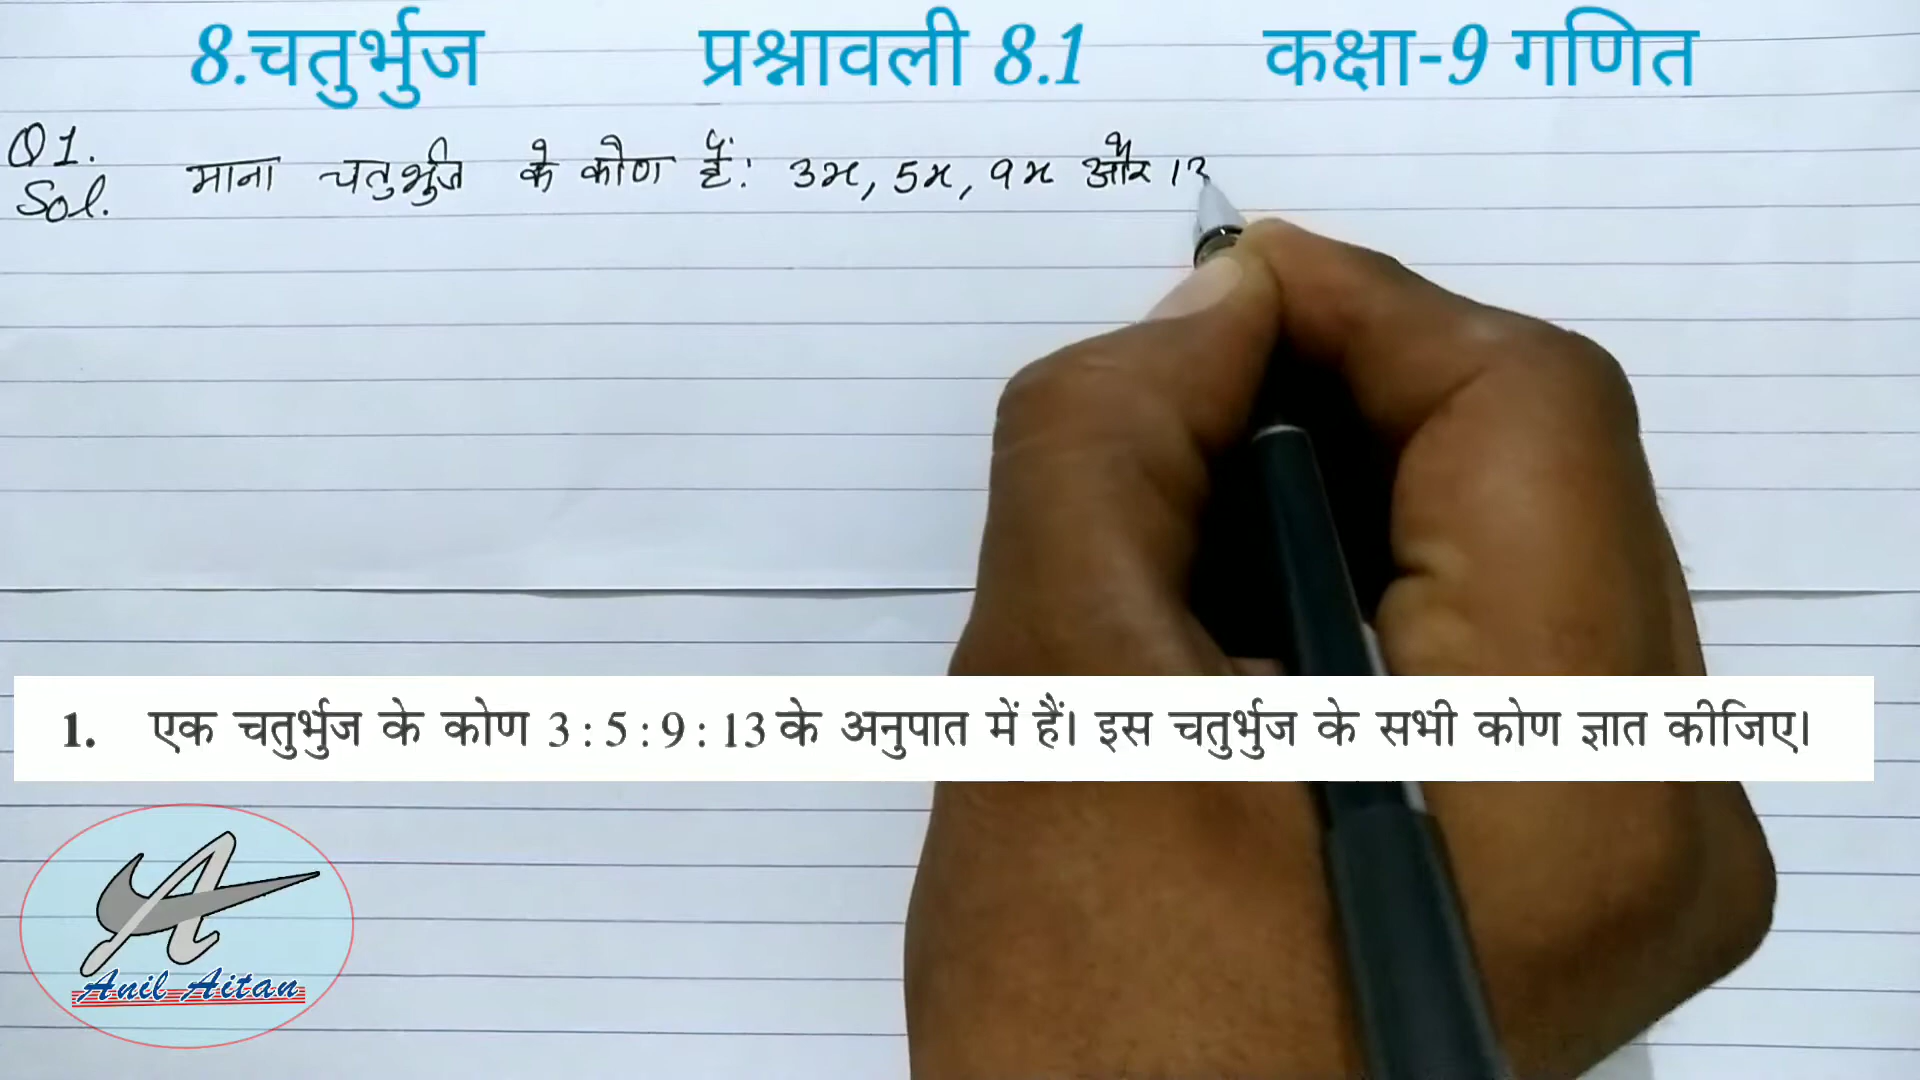 8.चतुर्भुज प्रश्नावली 8.1 कक्षा-9 गणित
Q1.
Sol. माना चतुर्भुज के कोण हैं: 3x, 5x, 9x और 13
1. एक चतुर्भुज के कोण 3 : 5 : 9 : 13 के अनुपात में हैं। इस चतुर्भुज के सभी कोण ज्ञात कीजिए।
Anil Aitan